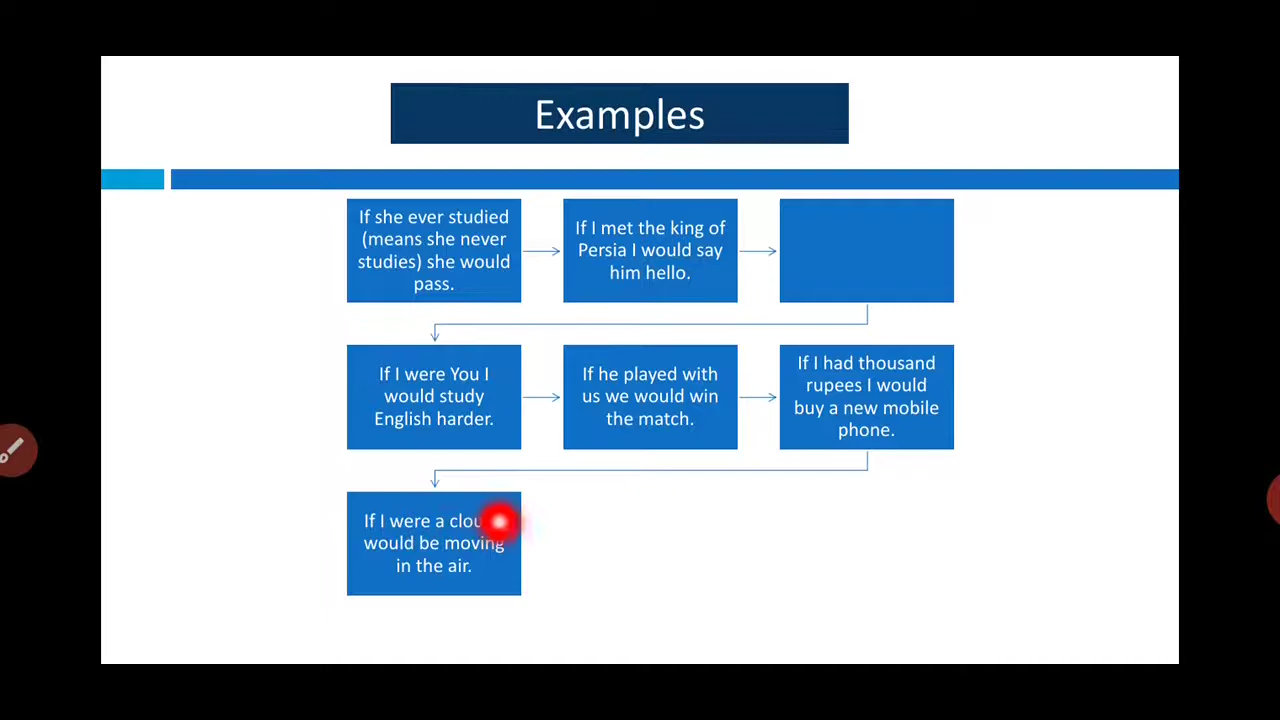 Examples
If she ever studied
(means she never
studies) she would
pass.
If I met the king of
Persia I would say
him hello.
If I were You I
would study
English harder.
If he played with
us we would win
the match.
If I had thousand
rupees I would
buy a new mobile
phone.
If I were a
would be moving
in the air.